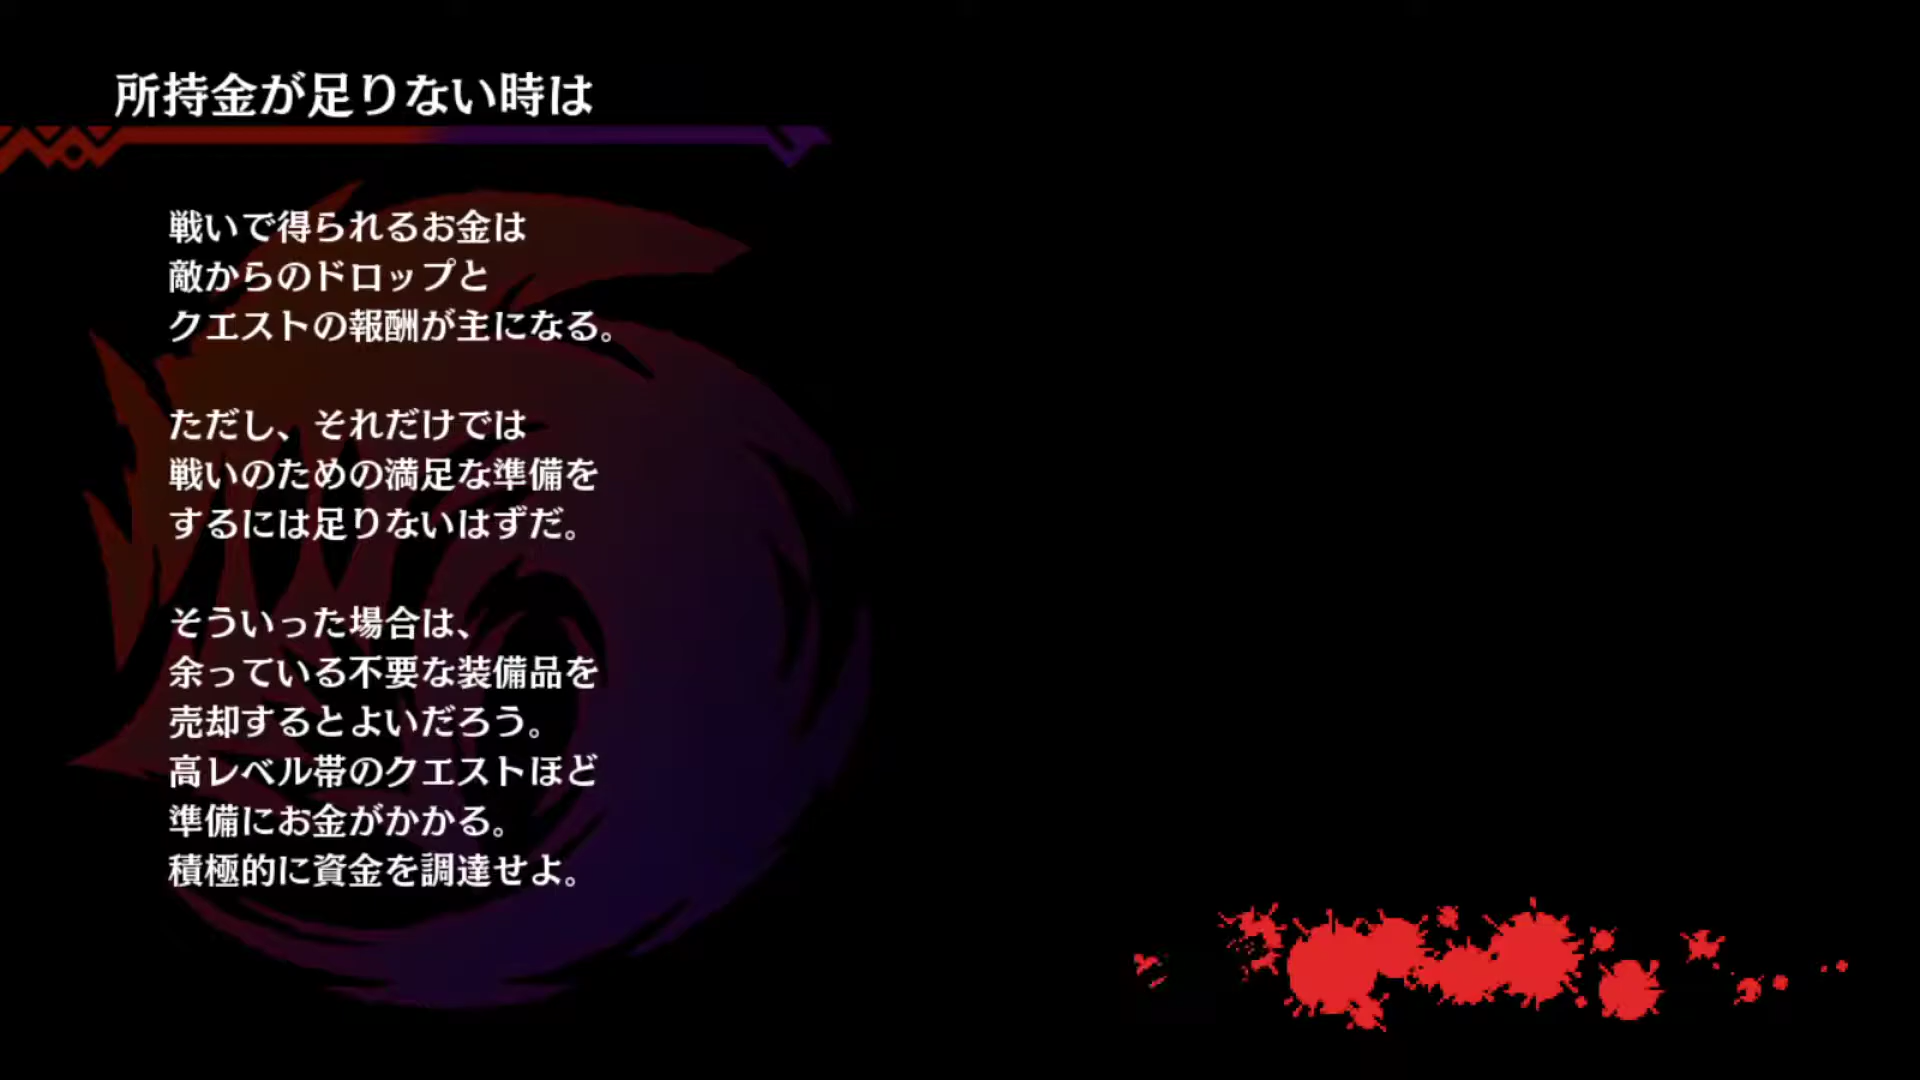 所持金が足りない時は
戦いで得られるお金は
敵からのドロップと
クエストの報酬が主になる。
ただし、それだけでは
戦いのための満足な準備を
するには足りないはずだ。
そういった場合は、
余っている不要な装備品を
売却するとよいだろう。
高レベル帯のクエストほど
準備にお金がかかる。
積極的に資金を調達せよ。